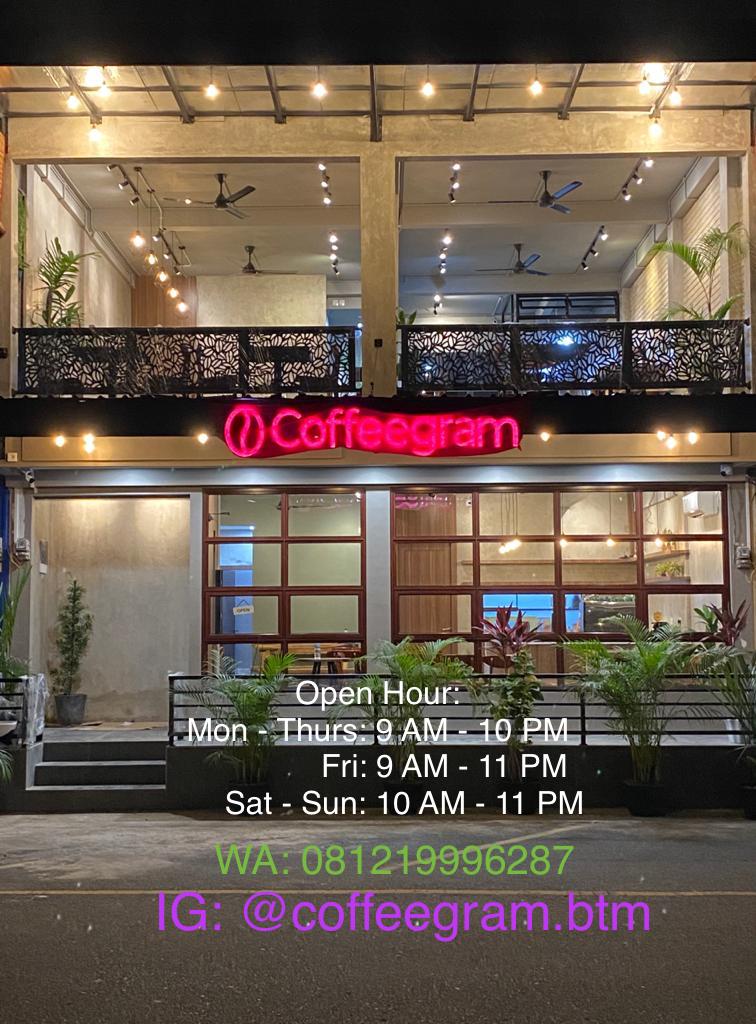 Coffeegram
OPEN
Open Hour:
Mon - Thurs: 9 AM - 10 PM
Fri: 9 AM - 11 PM
Sat - Sun: 10 AM - 11 PM
WA: 081219996287
IG: @coffeegram.btm